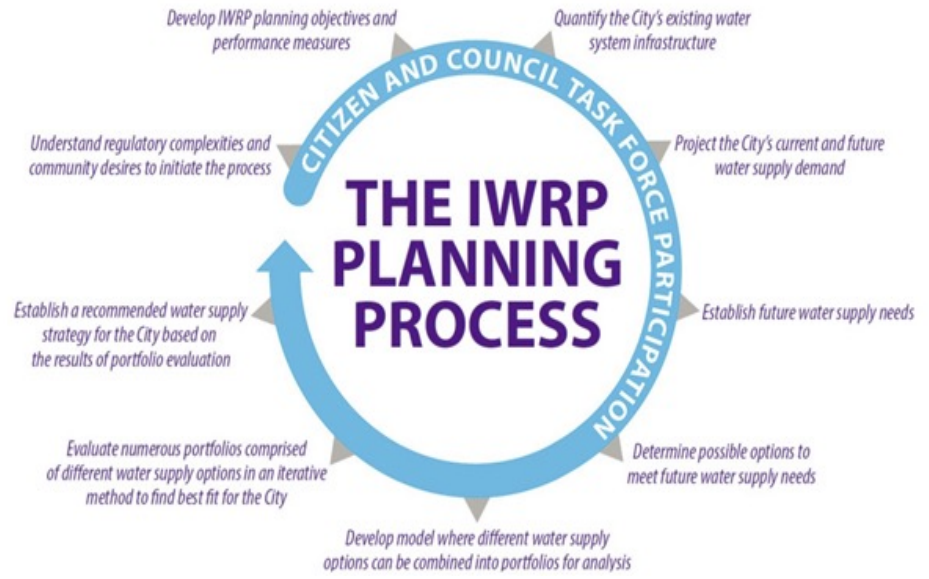 Develop IWRP planning objectives and
performance measures
Quantify the City's existing water
system infrastructure
CITIZEN AND COUNCIL TASK FORCE PARTICIPATION
Understand regulatory complexities and
community desires to initiate the process
Project the City's current and future
water supply demand
THE IWRP
PLANNING
PROCESS
Establish a recommended water supply
strategy for the City based on
the results of portfolio evaluation
Establish future water supply needs
Evaluate numerous portfolios comprised
of different water supply options in an iterative
method to find best fit for the City
Determine possible options to
meet future water supply needs
Develop model where different water supply
options can be combined into portfolios for analysis